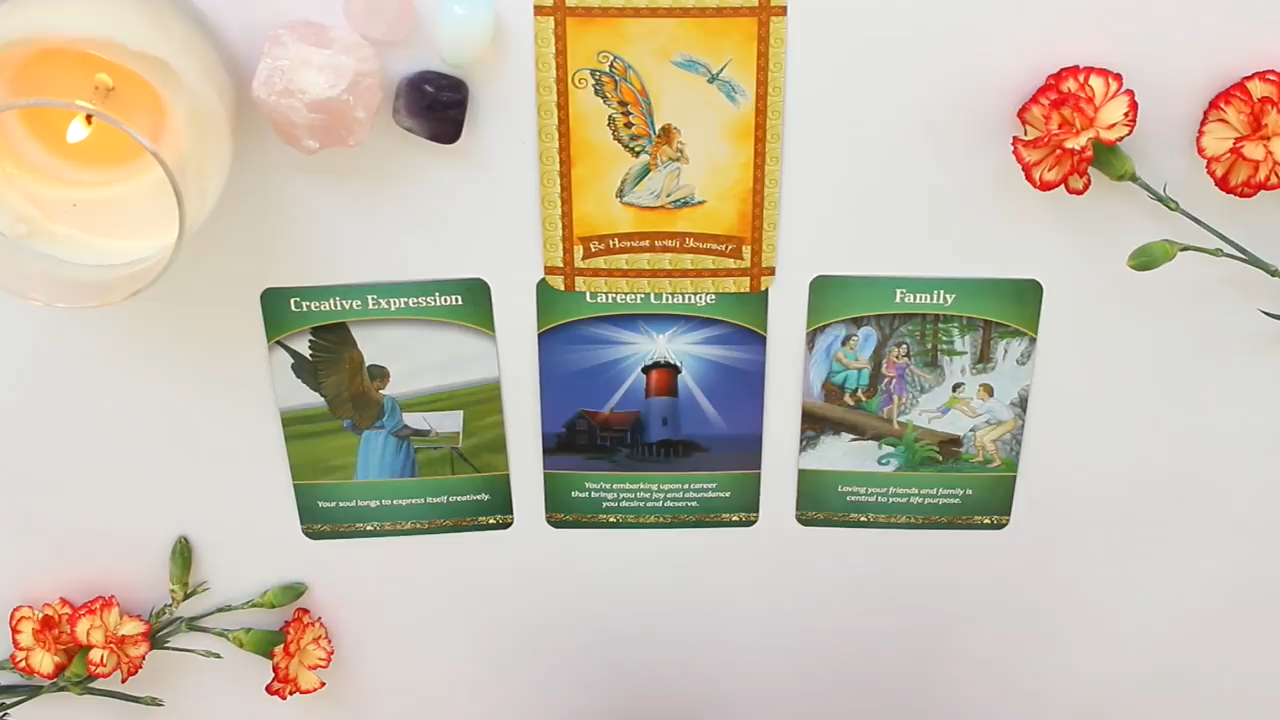 Be Honest with Yourself
Creative Expression
Your soul longs to express itself creatively.
Career Change
You're embarking upon a career
that brings you the joy and abundance
you desire and deserve.
Family
Loving your friends and family is
central to your life purpose.